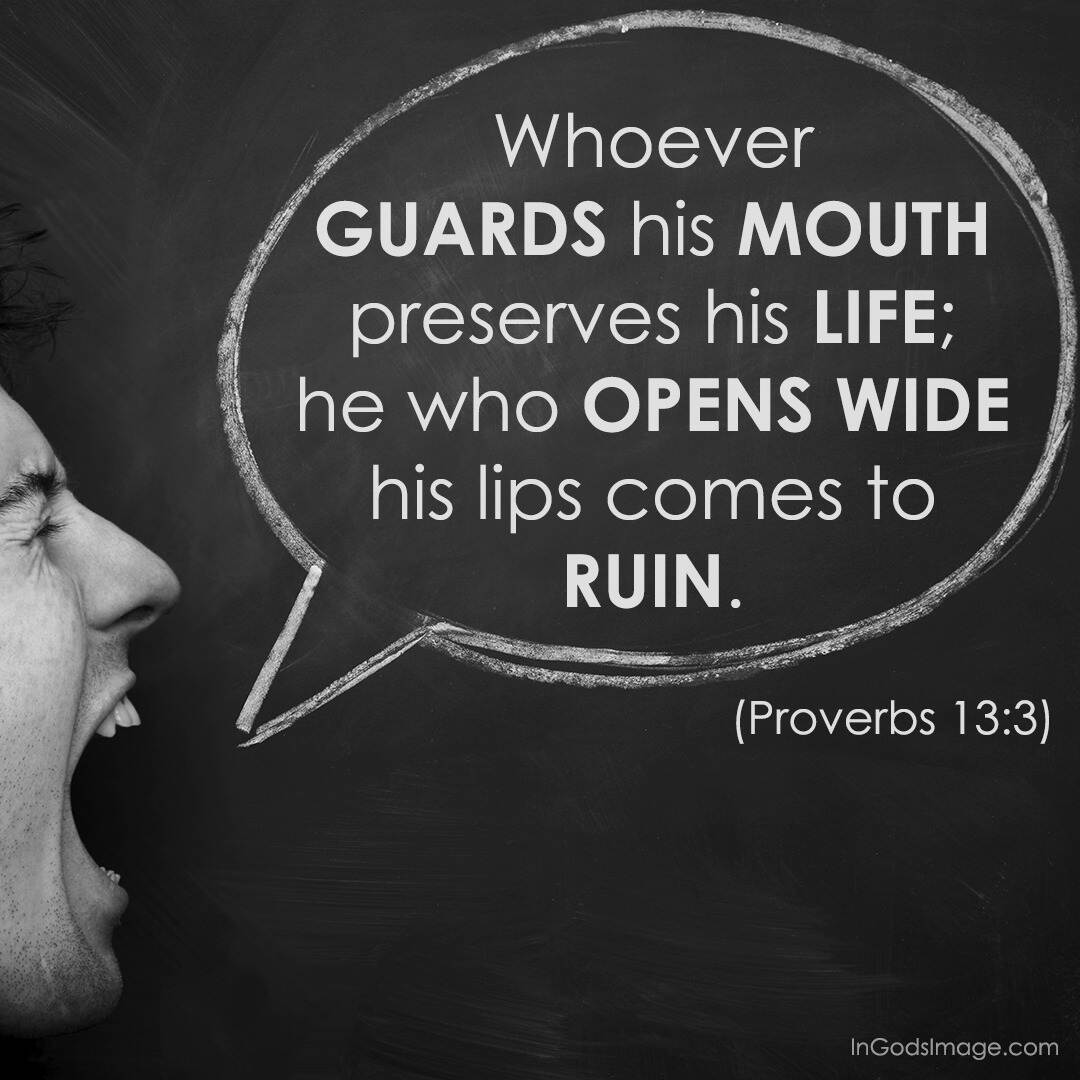 Whoever
GUARDS his MOUTH
preserves his LIFE;
he who OPENS WIDE
his lips comes to
RUIN.
(Proverbs 13:3)
InGodsImage.com